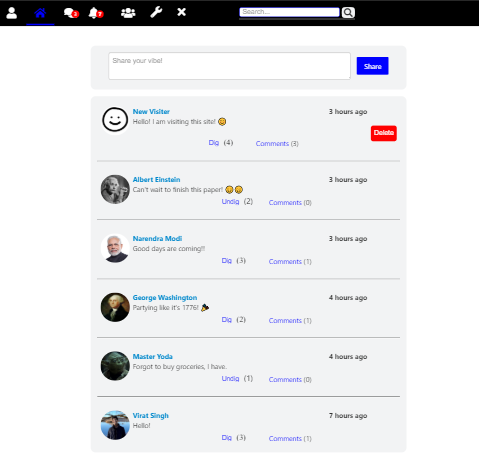 3
7
Search...
Share your vibe!
Share
New Visiter
3 hours ago
Hello! I am visiting this site!
Delete
Dig (4)
Comments (3)
Albert Einstein
3 hours ago
Can't wait to finish this paper!
Undig (2)
Comments (0)
Narendra Modi
3 hours ago
Good days are coming!!
Dig (3)
Comments (1)
George Washington
4 hours ago
Partying like it's 1776!
Dig (2)
Comments (1)
Master Yoda
4 hours ago
Forgot to buy groceries, I have.
Undig (1)
Comments (0)
Virat Singh
7 hours ago
Hello!
Dig (3)
Comments (1)